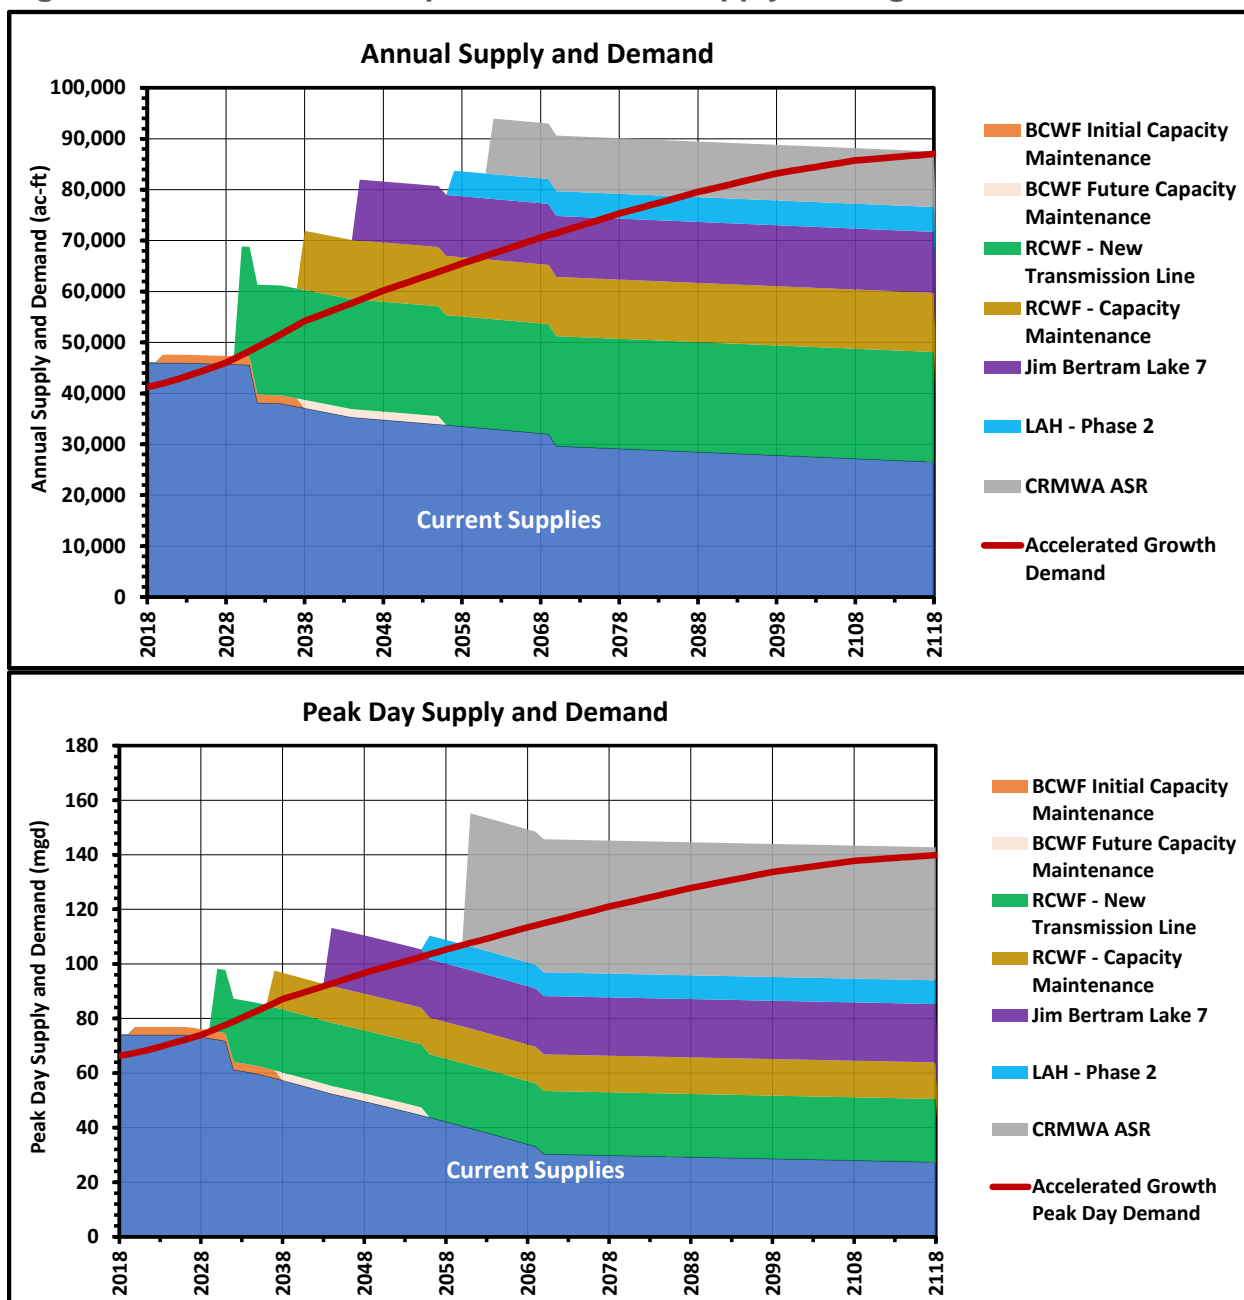 Annual Supply and Demand
Annual Supply and Demand (ac-ft)
100,000
90,000
80,000
70,000
60,000
50,000
40,000
30,000
20,000
10,000
0
Current Supplies
2018
2028
2038
2048
2058
2068
2078
2088
2098
2108
2118
BCWF Initial Capacity
Maintenance
BCWF Future Capacity
Maintenance
RCWF - New
Transmission Line
RCWF - Capacity
Maintenance
Jim Bertram Lake 7
LAH - Phase 2
CRMWA ASR
Accelerated Growth
Demand
Peak Day Supply and Demand
Peak Day Supply and Demand (mgd)
180
160
140
120
100
80
60
40
20
0
Current Supplies
2018
2028
2038
2048
2058
2068
2078
2088
2098
2108
2118
BCWF Initial Capacity
Maintenance
BCWF Future Capacity
Maintenance
RCWF - New
Transmission Line
RCWF - Capacity
Maintenance
Jim Bertram Lake 7
LAH - Phase 2
CRMWA ASR
Accelerated Growth
Peak Day Demand